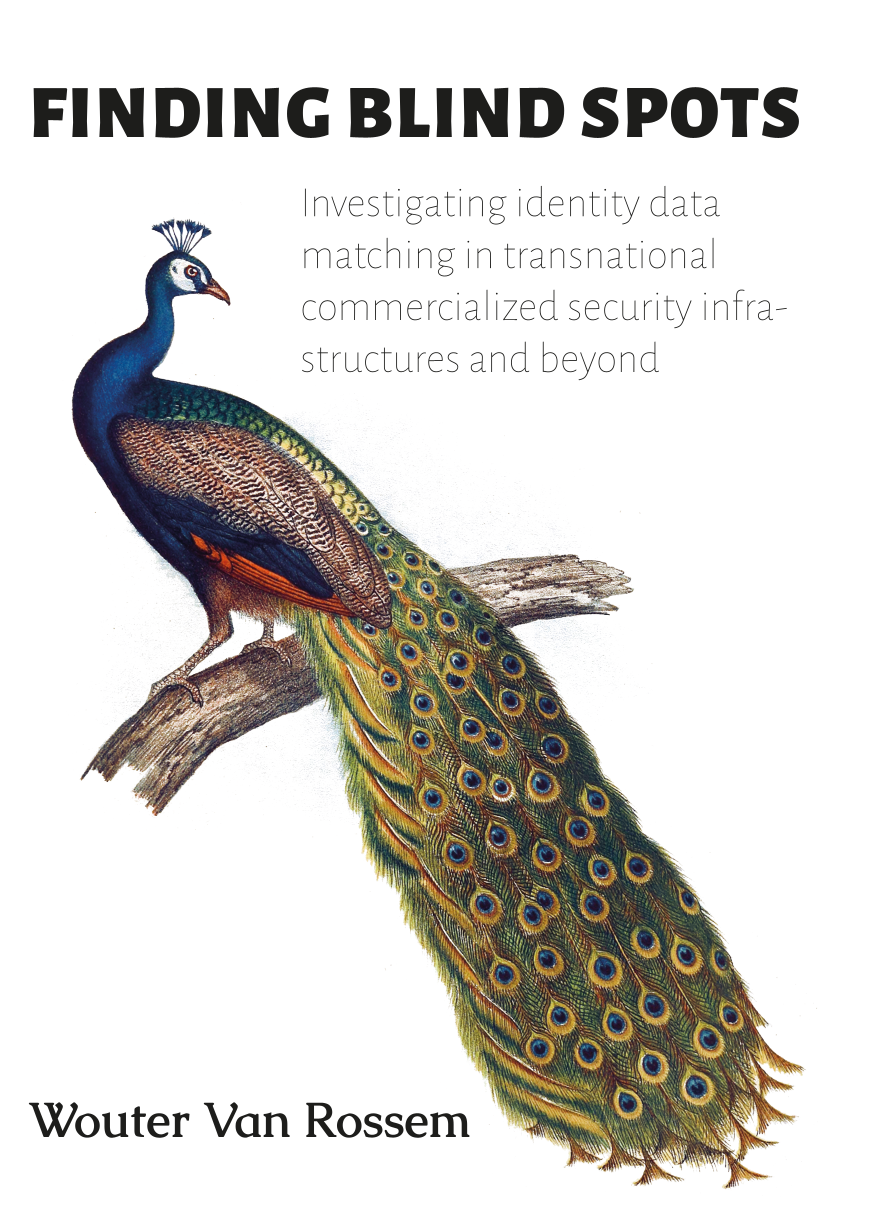 FINDING BLIND SPOTS
Investigating identity data
matching in transnational
commercialized security infra-
structures and beyond
Wouter Van Rossem